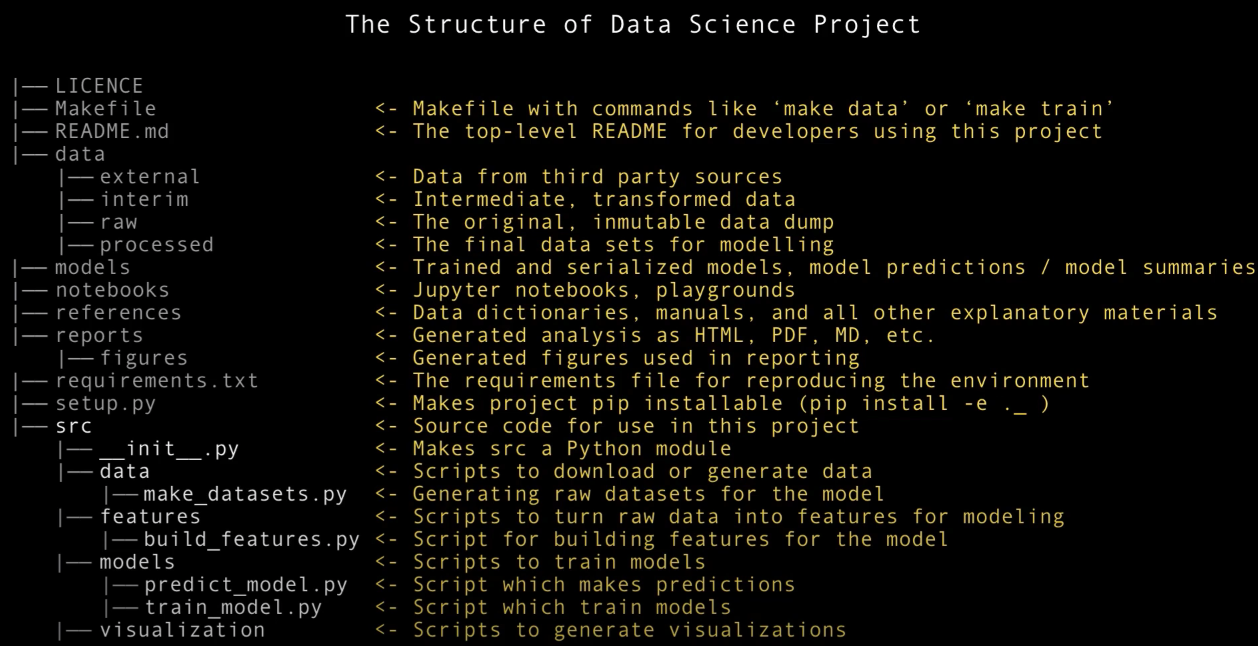 The Structure of Data Science Project
|── LICENCE
|── Makefile <- Makefile with commands like ‘make data’ or ‘make train’
|── README.md <- The top-level README for developers using this project
|── data
|── external <- Data from third party sources
|── interim <- Intermediate, transformed data
|── raw <- The original, inmutable data dump
|── processed <- The final data sets for modelling
|── models <- Trained and serialized models, model predictions / model summaries
|── notebooks <- Jupyter notebooks, playgrounds
|── references <- Data dictionaries, manuals, and all other explanatory materials
|── reports <- Generated analysis as HTML, PDF, MD, etc.
|── figures <- Generated figures used in reporting
|── requirements.txt <- The requirements file for reproducing the environment
|── setup.py <- Makes project pip installable (pip install -e ._ )
|── src <- Source code for use in this project
|── __init__.py <- Makes src a Python module
|── data <- Scripts to download or generate data
|── make_datasets.py <- Generating raw datasets for the model
|── features <- Scripts to turn raw data into features for modeling
|── build_features.py <- Script for building features for the model
|── models <- Scripts to train models
|── predict_model.py <- Script which makes predictions
|── train_model.py <- Script which train models
|── visualization <- Scripts to generate visualizations